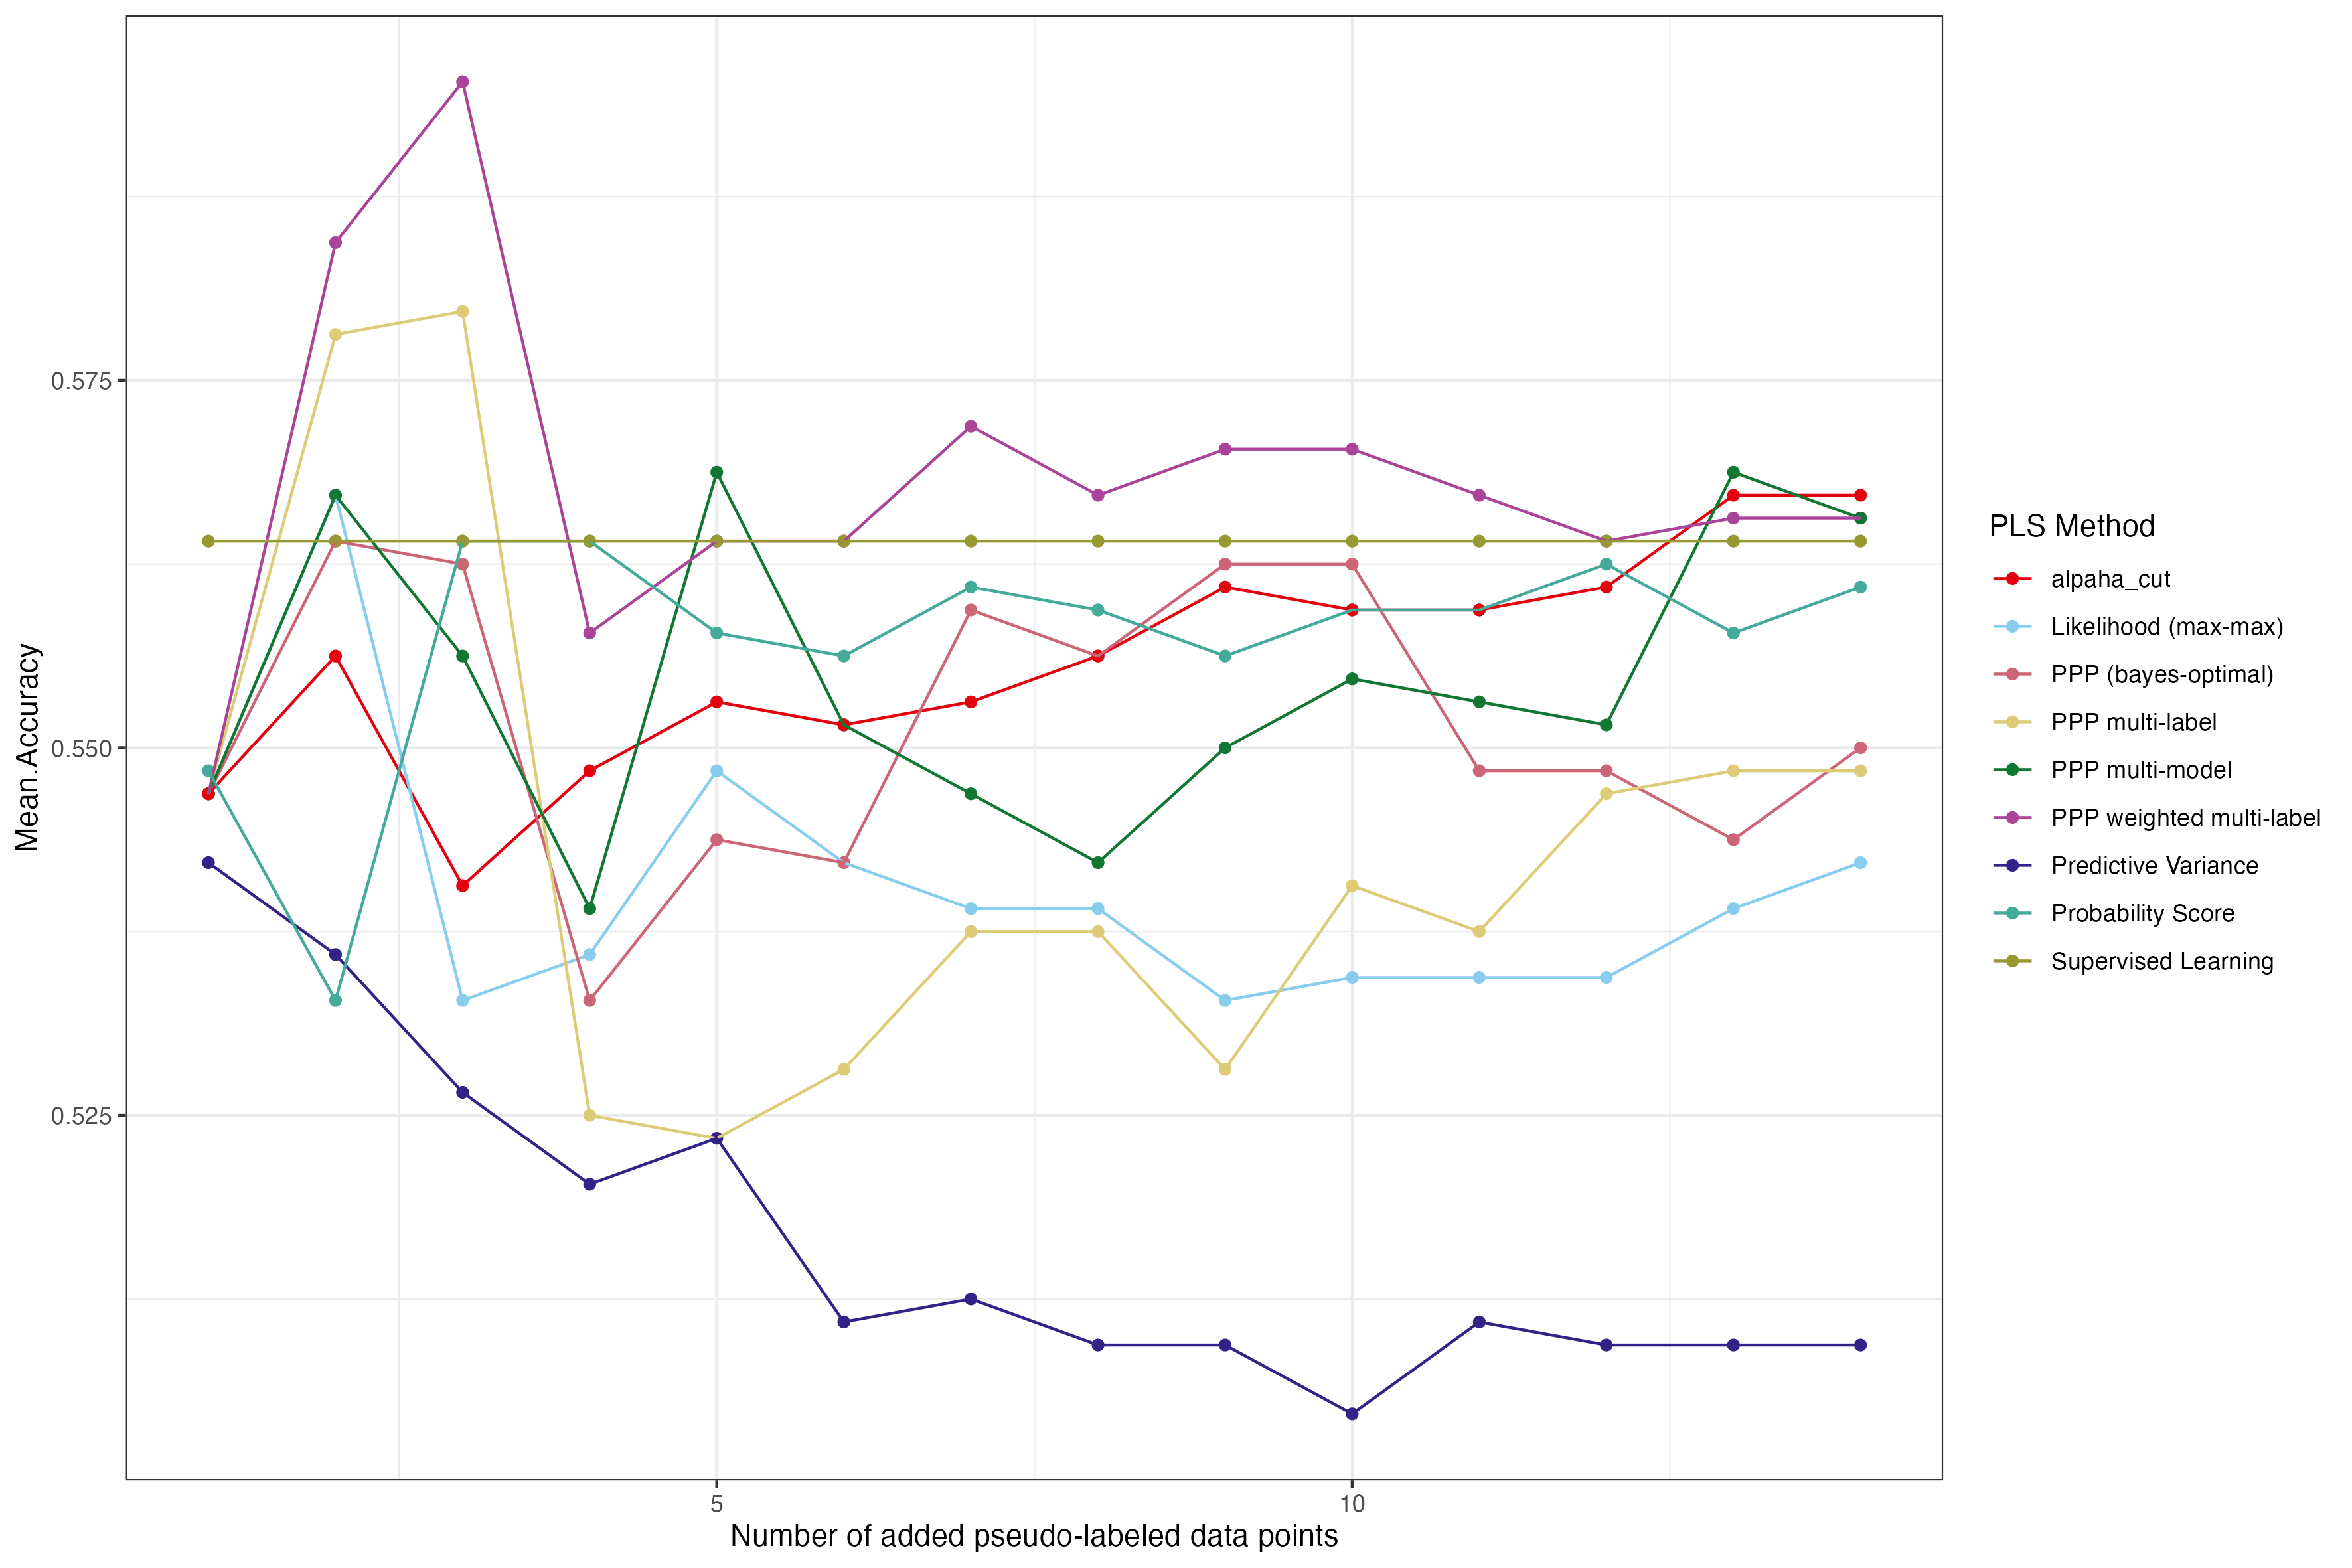 0.575
0.550
0.525
Mean.Accuracy
5
10
Number of added pseudo-labeled data points
PLS Method
alpaha_cut
Likelihood (max-max)
PPP (bayes-optimal)
PPP multi-label
PPP multi-model
PPP weighted multi-label
Predictive Variance
Probability Score
Supervised Learning